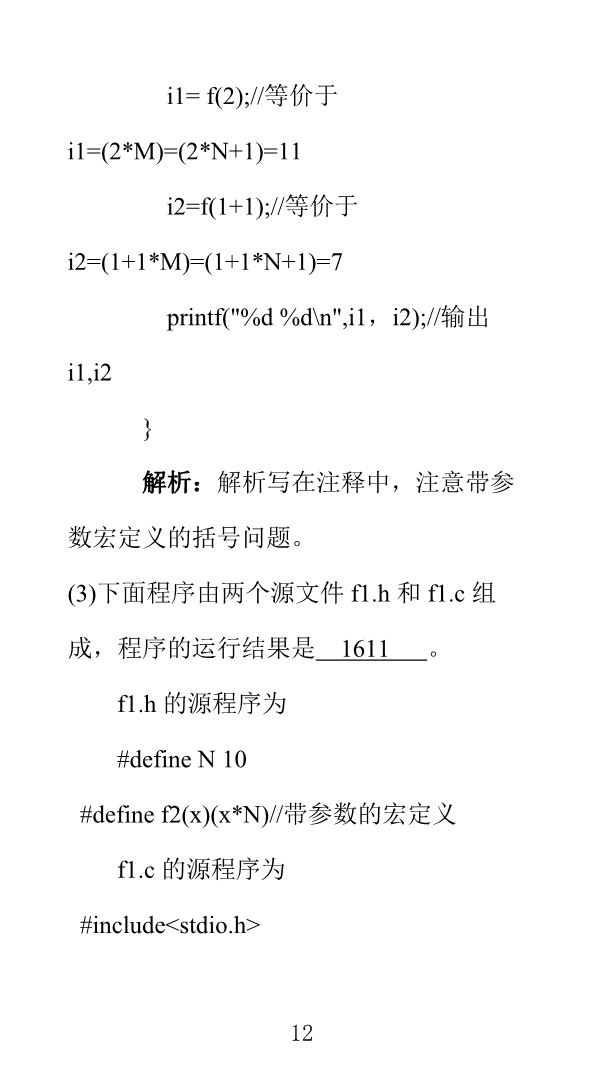 i1= f(2);//等价于
i1=(2*M)=(2*N+1)=11
i2=f(1+1);//等价于
i2=(1+1*M)=(1+1*N+1)=7
printf("%d %d\n",i1，i2);//输出
i1,i2
}
解析：解析写在注释中，注意带参
数宏定义的括号问题。
(3)下面程序由两个源文件 f1.h 和 f1.c 组
成，程序的运行结果是 1611 。
f1.h 的源程序为
#define N 10
#define f2(x)(x*N)//带参数的宏定义
f1.c 的源程序为
#include<stdio.h>
12